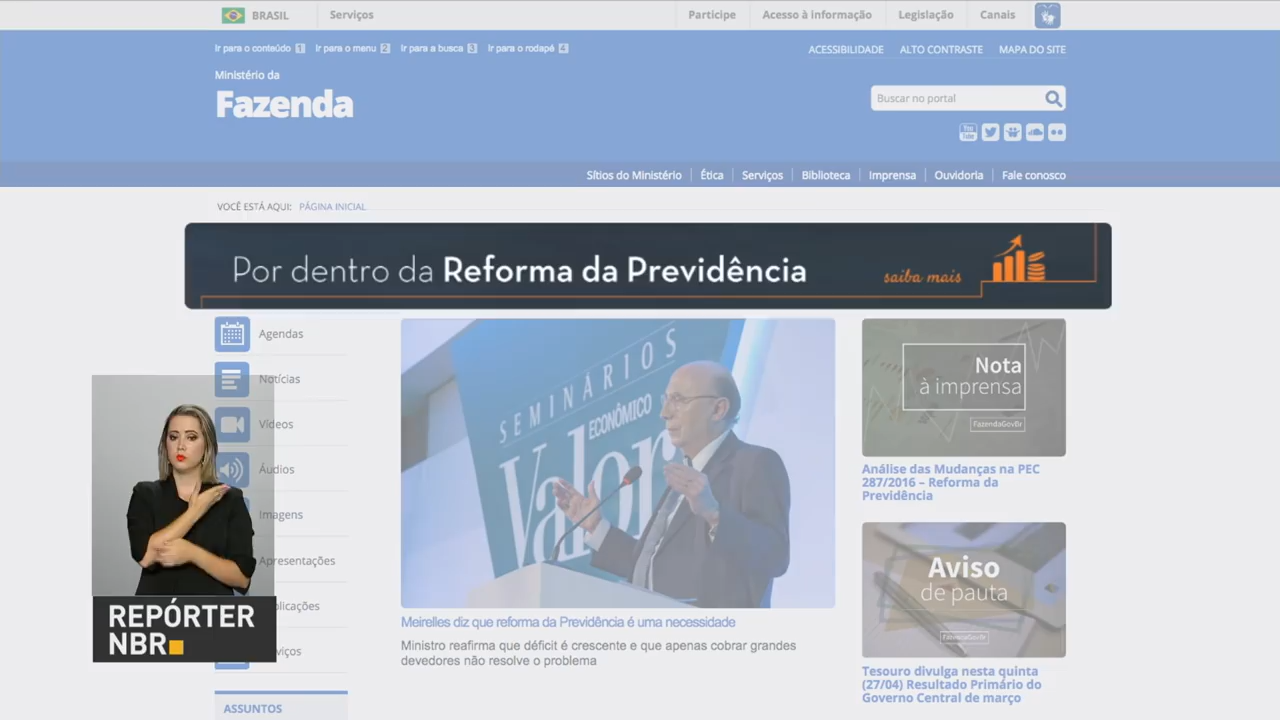 BRASIL
Serviços
Participe
Acesso à informação
Legislação
Canais
Ir para o conteúdo 1
Ir para o menu 2
Ir para a busca 3
Ir para o rodapé 4
ACESSIBILIDADE
ALTO CONTRASTE
MAPA DO SITE
Ministério da
Fazenda
Buscar no portal
You
Tube
Sítios do Ministério
Ética
Serviços
Biblioteca
Imprensa
Ouvidoria
Fale conosco
VOCÊ ESTÁ AQUI: PÁGINA INICIAL
Por dentro da Reforma da Previdência
saiba mais
Agendas
Notícias
Vídeos
Áudios
Imagens
Apresentações
blicações
viços
ASSUNTOS
SEMINÁRIOS
ECONÔMICO
Valor
Meirelles diz que reforma da Previdência é uma necessidade
Ministro reafirma que déficit é crescente e que apenas cobrar grandes
devedores não resolve o problema
Nota
à imprensa
FazendaGovBr
Análise das Mudanças na PEC
287/2016 – Reforma da
Previdência
Aviso
de pauta
FazendaGovBr
Tesouro divulga nesta quinta
(27/04) Resultado Primário do
Governo Central de março
REPÓRTER
NBR